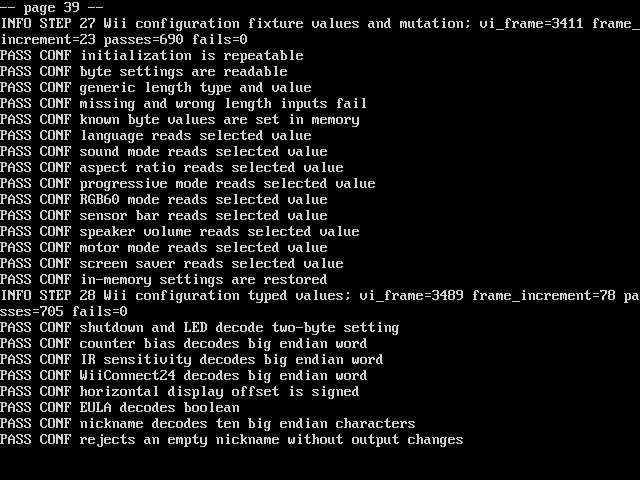 -- page 39 --
INFO STEP 27 Wii configuration fixture values and mutation; vi_frame=3411 frame_
increment=23 passes=690 fails=0
PASS CONF initialization is repeatable
PASS CONF byte settings are readable
PASS CONF generic length type and value
PASS CONF missing and wrong length inputs fail
PASS CONF known byte values are set in memory
PASS CONF language reads selected value
PASS CONF sound mode reads selected value
PASS CONF aspect ratio reads selected value
PASS CONF progressive mode reads selected value
PASS CONF RGB60 mode reads selected value
PASS CONF sensor bar reads selected value
PASS CONF speaker volume reads selected value
PASS CONF motor mode reads selected value
PASS CONF screen saver reads selected value
PASS CONF in-memory settings are restored
INFO STEP 28 Wii configuration typed values; vi_frame=3489 frame_increment=78 pa
sses=705 fails=0
PASS CONF shutdown and LED decode two-byte setting
PASS CONF counter bias decodes big endian word
PASS CONF IR sensitivity decodes big endian word
PASS CONF WiiConnect24 decodes big endian word
PASS CONF horizontal display offset is signed
PASS CONF EULA decodes boolean
PASS CONF nickname decodes ten big endian characters
PASS CONF rejects an empty nickname without output changes